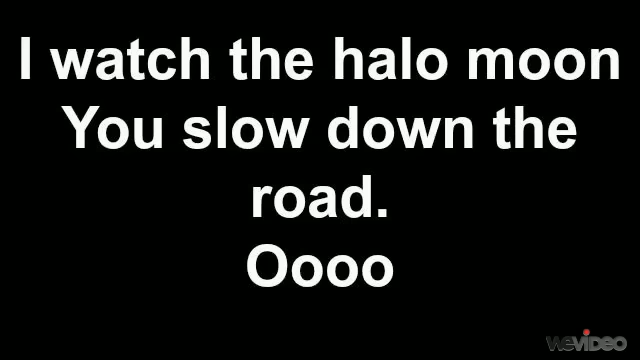 I watch the halo moon
You slow down the
road.
Oooo
WEVIDEO